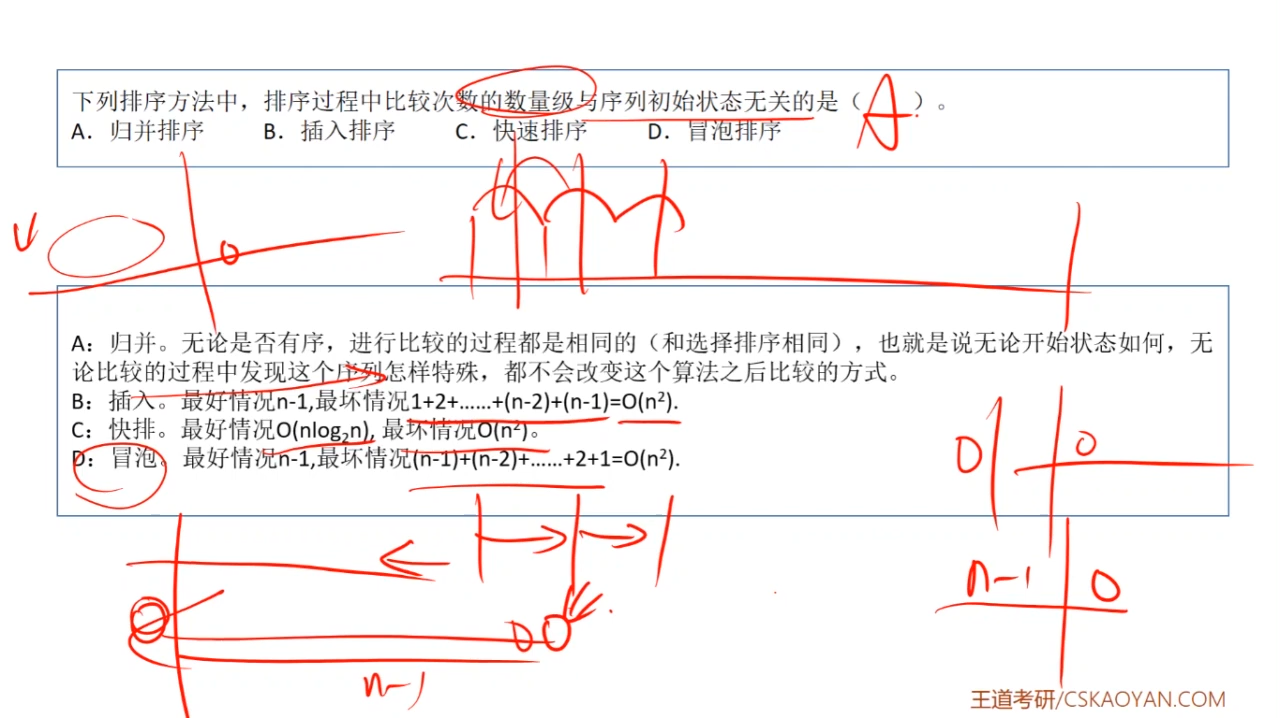 下列排序方法中，排序过程中比较次数的数量级与序列初始状态无关的是（ A ）。
A．归并排序 B．插入排序 C．快速排序 D．冒泡排序
A：归并。无论是否有序，进行比较的过程都是相同的（和选择排序相同），也就是说无论开始状态如何，无
论比较的过程中发现这个序列怎样特殊，都不会改变这个算法之后比较的方式。
B：插入。最好情况n-1,最坏情况1+2+……+(n-2)+(n-1)=O(n²).
C：快排。最好情况O(nlog₂n), 最坏情况O(n²)。
D：冒泡。最好情况n-1,最坏情况(n-1)+(n-2)+……+2+1=O(n²).
0 0
n-1 0
n-1
王道考研/CSKAOYAN.COM